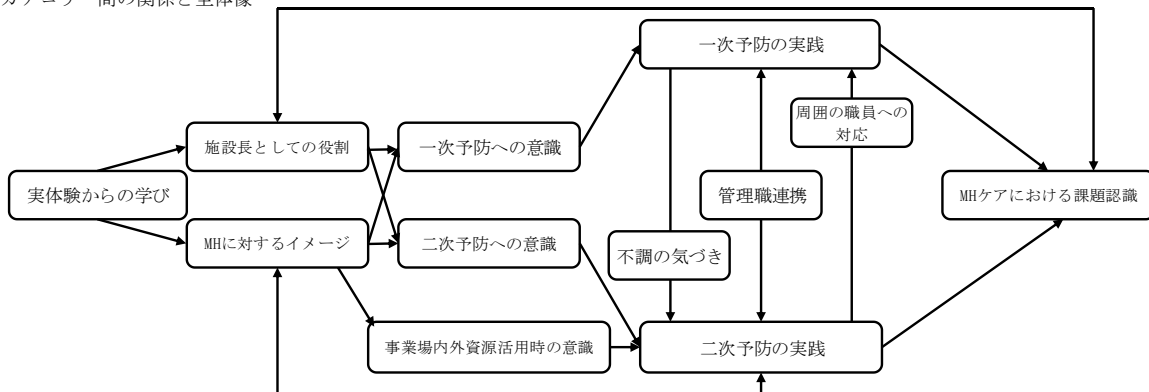 カテゴリー間の関係と全体像
一次予防の実践
周囲の職員への
対応
施設長としての役割
一次予防への意識
実体験からの学び
管理職連携
MHケアにおける課題認識
MHに対するイメージ
二次予防への意識
不調の気づき
事業場内外資源活用時の意識
二次予防の実践